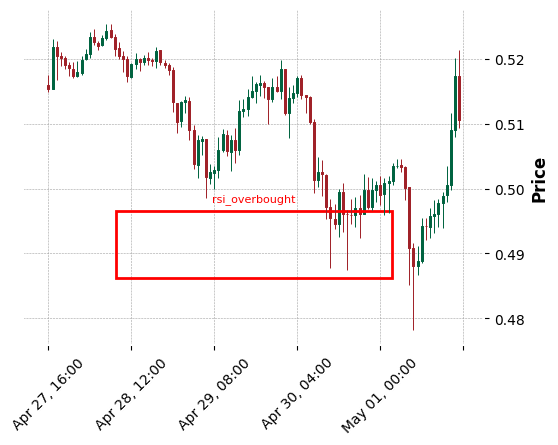 0.52
0.51
0.50
0.49
0.48
Price
rsi_overbought
Apr 27, 16:00
Apr 28, 12:00
Apr 29, 08:00
Apr 30, 04:00
May 01, 00:00